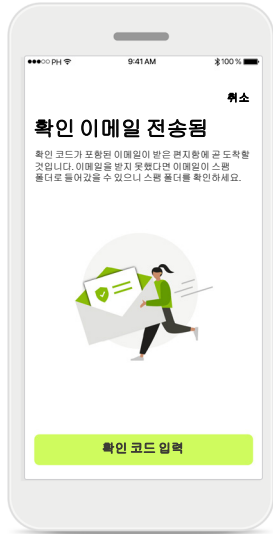 PH 9:41 AM 100%
취소
확인 이메일 전송됨
확인 코드가 포함된 이메일이 받은 편지함에 곧 도착할
것입니다. 이메일을 받지 못했다면 이메일이 스팸
폴더로 들어갔을 수 있으니 스팸 폴더를 확인하세요.
확인 코드 입력